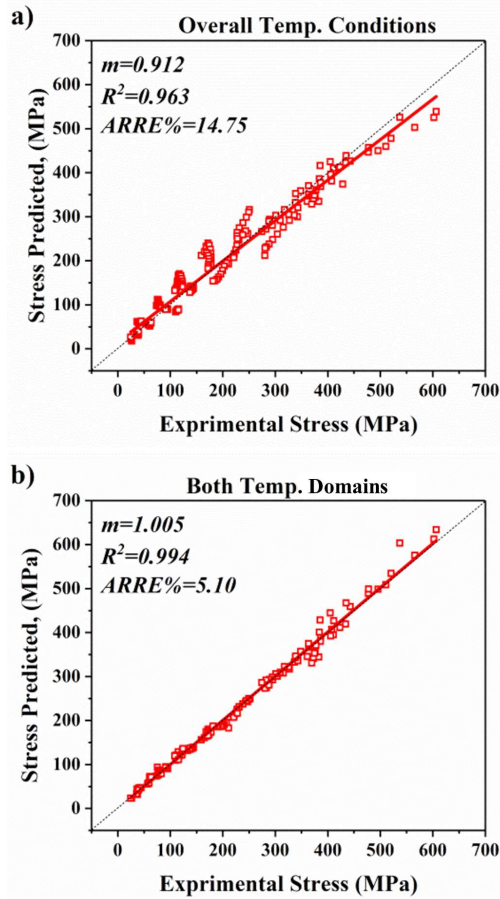 a)
Overall Temp. Conditions
m=0.912
R²=0.963
ARRE%=14.75
Stress Predicted, (MPa)
700
600
500
400
300
200
100
0
0 100 200 300 400 500 600 700
Exprimental Stress (MPa)
b)
Both Temp. Domains
m=1.005
R²=0.994
ARRE%=5.10
Stress Predicted, (MPa)
700
600
500
400
300
200
100
0
0 100 200 300 400 500 600 700
Exprimental Stress (MPa)